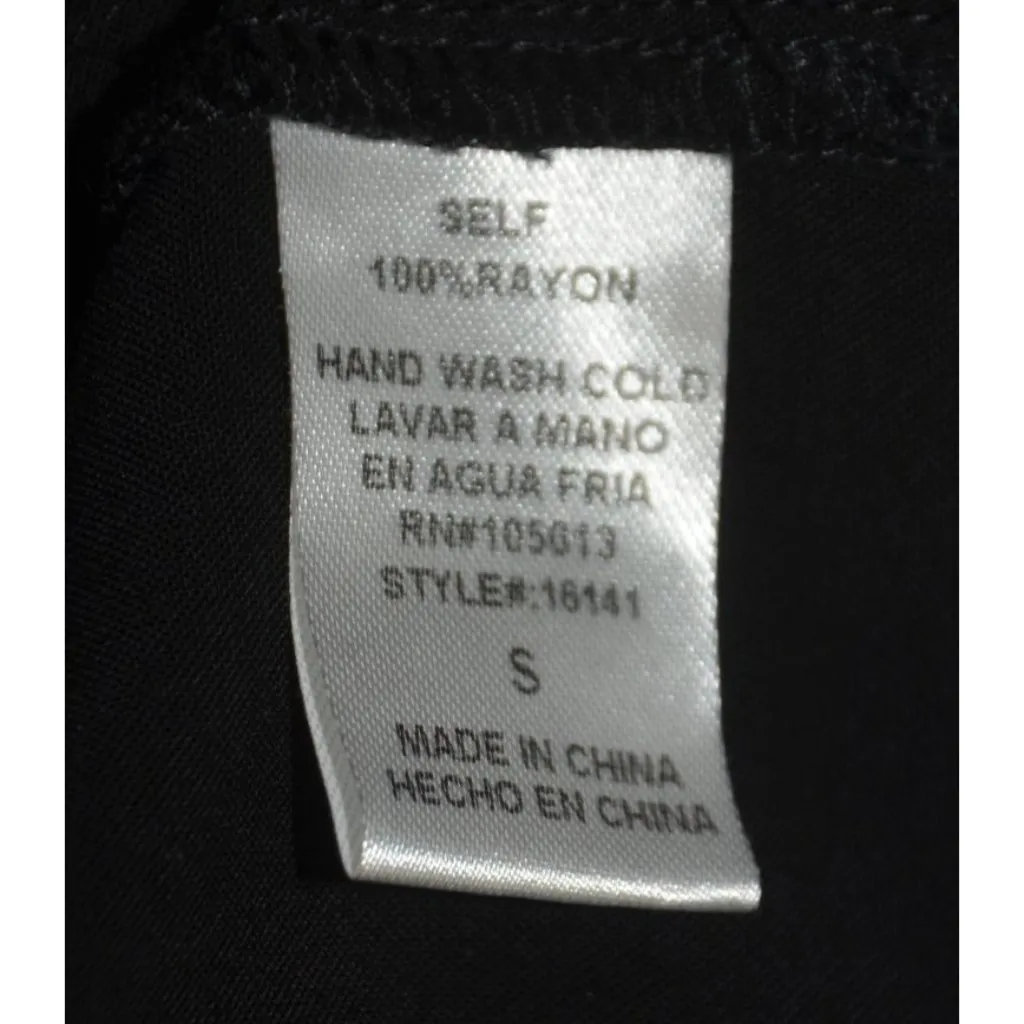 SELF
100%RAYON
HAND WASH COLD
LAVAR A MANO
EN AGUA FRIA
RN#105613
STYLE#:16141
S
MADE IN CHINA
HECHO EN CHINA